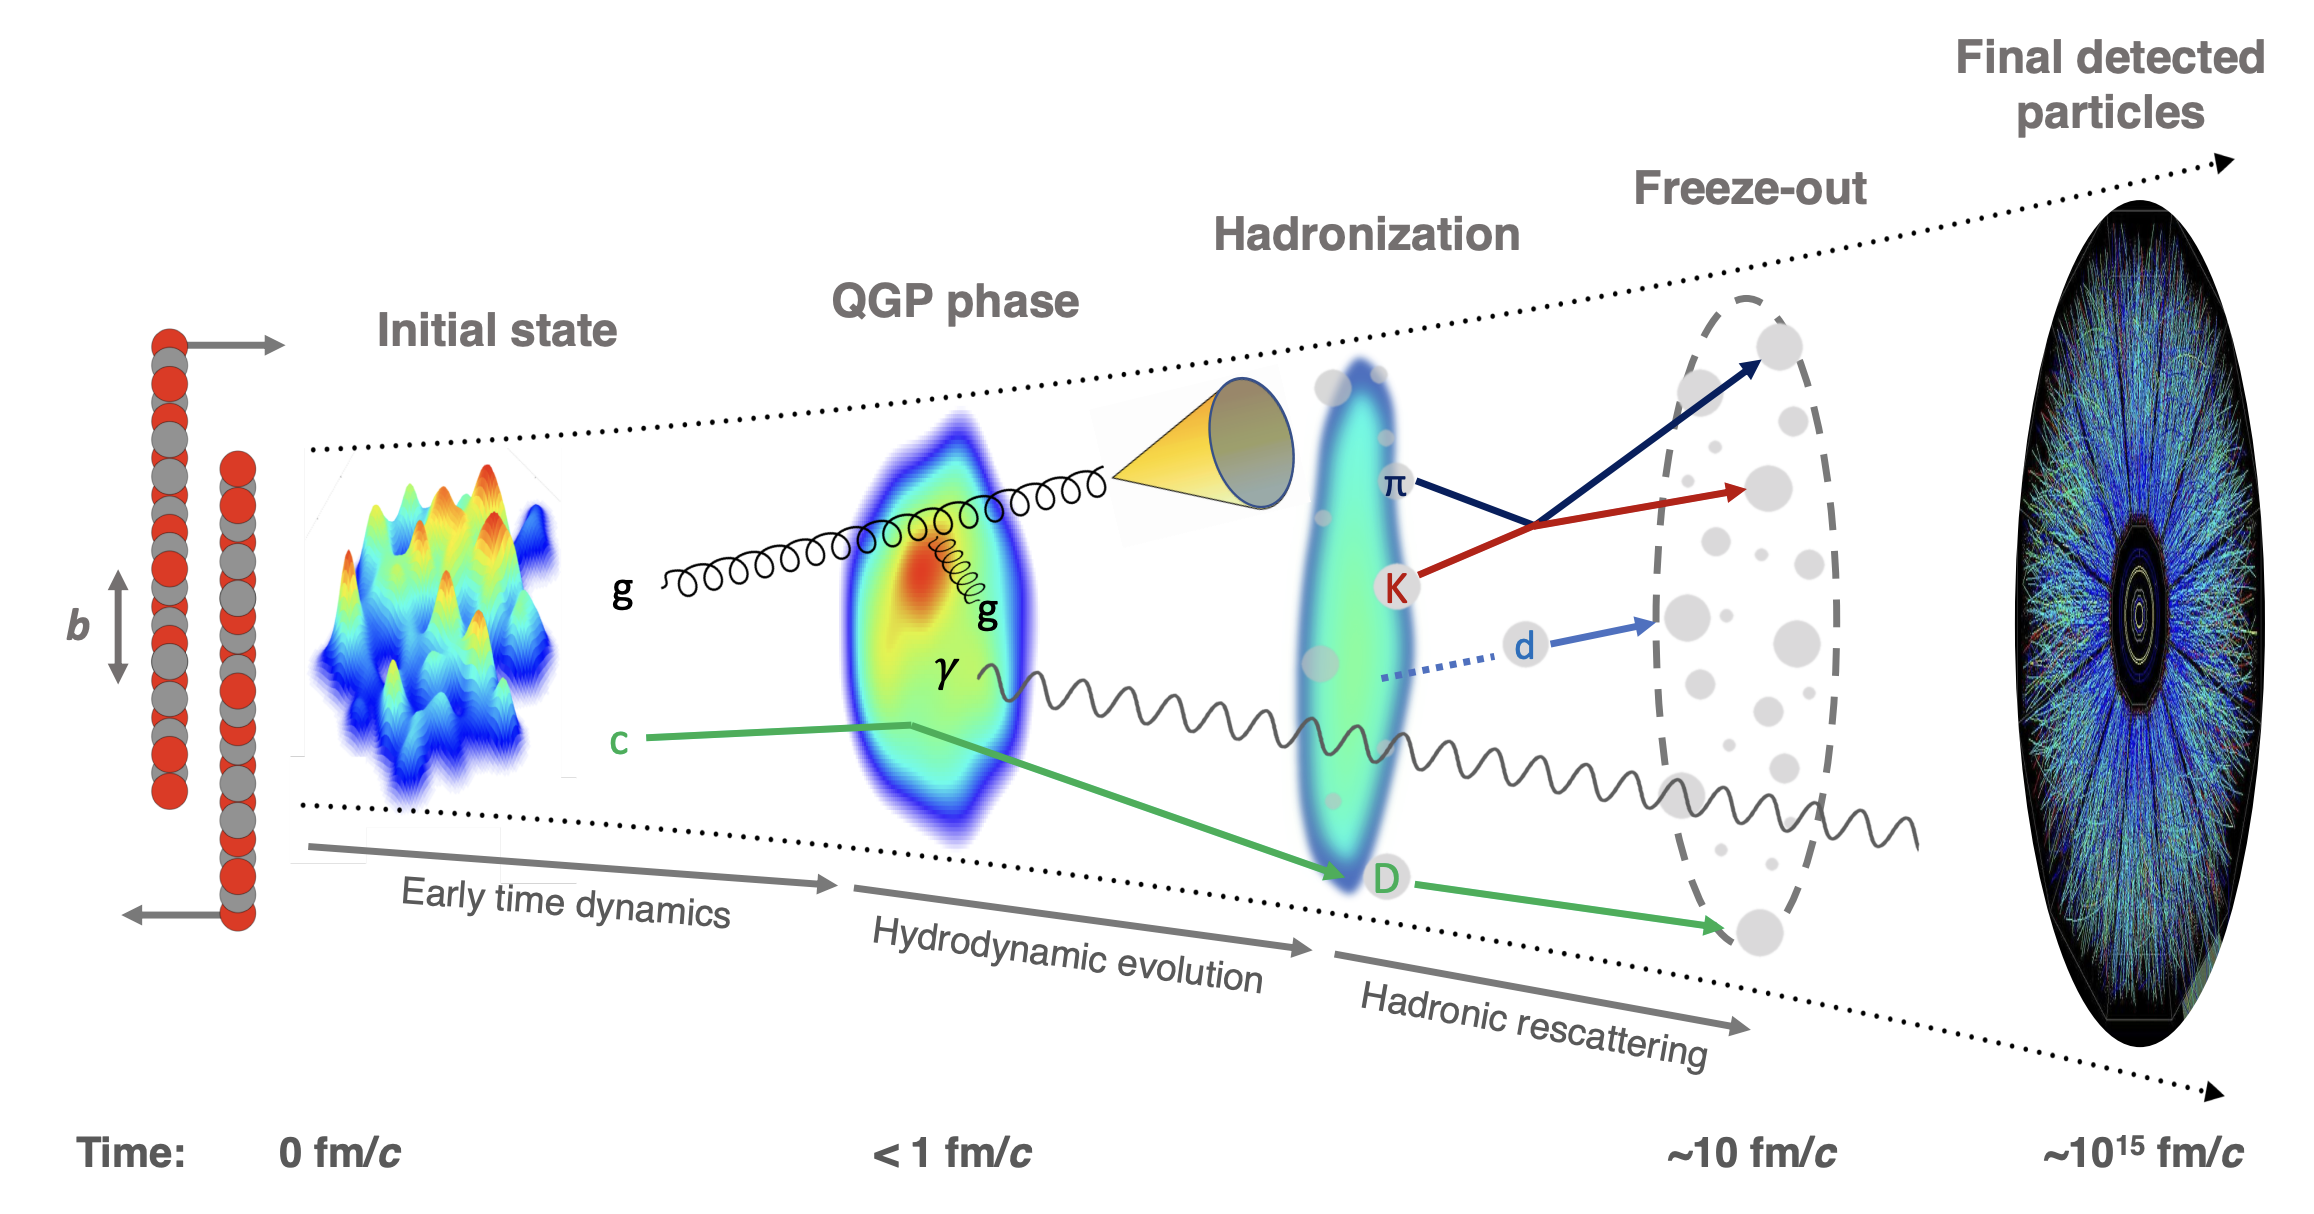 Final detected
particles
Freeze-out
Hadronization
QGP phase
Initial state
b
g
g
γ
c
π
K
d
D
Early time dynamics
Hydrodynamic evolution
Hadronic rescattering
Time: 0 fm/c < 1 fm/c ~10 fm/c ~10¹⁵ fm/c